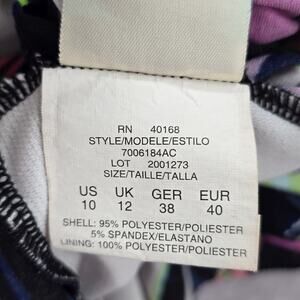 RN 40168
STYLE/MODELE/ESTILO
7006184AC
LOT 2001273
SIZE/TAILLE/TALLA
US UK GER EUR
10 12 38 40
SHELL: 95% POLYESTER/POLIESTER
5% SPANDEX/ELASTANO
LINING: 100% POLYESTER/POLIESTER